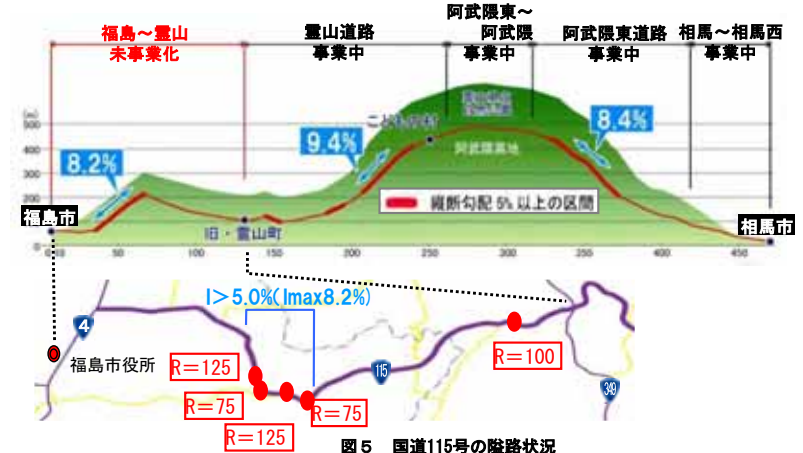 福島～霊山
未事業化
霊山道路
事業中
阿武隈東～
阿武隈
事業中
阿武隈東道路
事業中
相馬～相馬西
事業中
(m)
500
400
300
200
100
0
8.2%
9.4%
8.4%
こどもの村
阿武隈高地
縦断勾配5%以上の区間
福島市
旧・霊山町
相馬市
50
100
150
200
250
300
350
400
450
I＞5.0%(Imax8.2%)
4
福島市役所
115
349
R＝125
R＝75
R＝125
R＝75
R＝100
図５ 国道115号の隘路状況